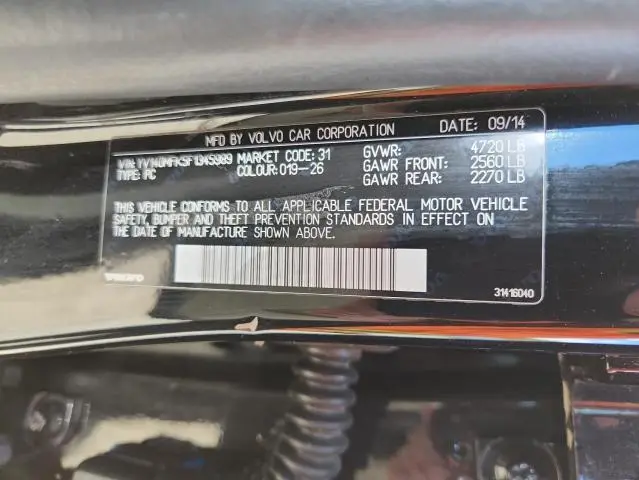 MFD BY VOLVO CAR CORPORATION DATE: 09/14
VIN: YV140MFK5F1345989 MARKET CODE: 31 GVWR: 4720 LB
TYPE: FC COLOUR: 019-26 GAWR FRONT: 2560 LB
GAWR REAR: 2270 LB
THIS VEHICLE CONFORMS TO ALL APPLICABLE FEDERAL MOTOR VEHICLE
SAFETY, BUMPER AND THEFT PREVENTION STANDARDS IN EFFECT ON
THE DATE OF MANUFACTURE SHOWN ABOVE.
VOLVO 31416040